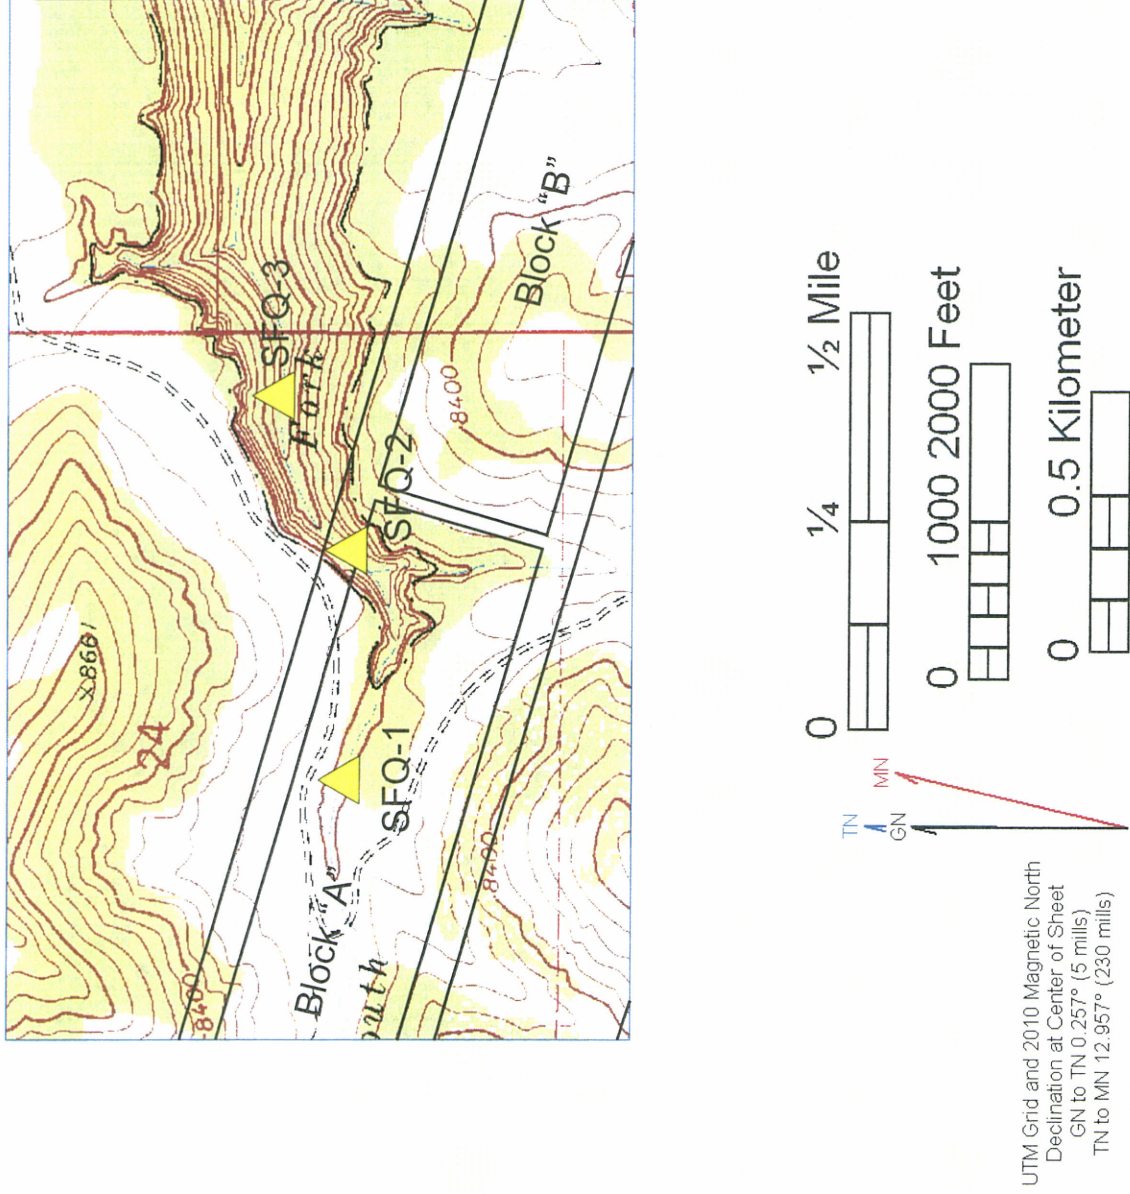 SFQ-3
Fork
Block "B"
8400
SFQ-2
X8661
24
SFQ-1
8400
Block "A"
8400
outh
0 1/4 ½ Mile
0 1000 2000 Feet
0 0.5 Kilometer
TN
GN
MN
UTM Grid and 2010 Magnetic North
Declination at Center of Sheet
GN to TN 0.257° (5 mills)
TN to MN 12.957° (230 mills)